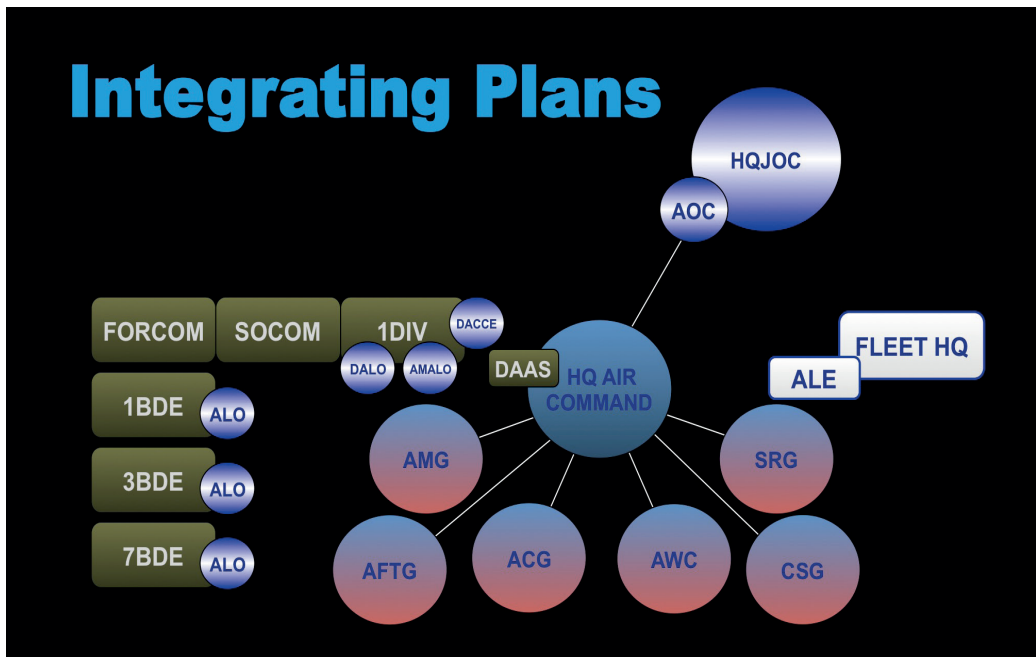 Integrating Plans
HQJOC
AOC
FORCOM
SOCOM
1DIV
DACCE
DALO
AMALO
DAAS
HQ AIR
COMMAND
FLEET HQ
ALE
1BDE
ALO
3BDE
ALO
7BDE
ALO
AMG
SRG
AFTG
ACG
AWC
CSG